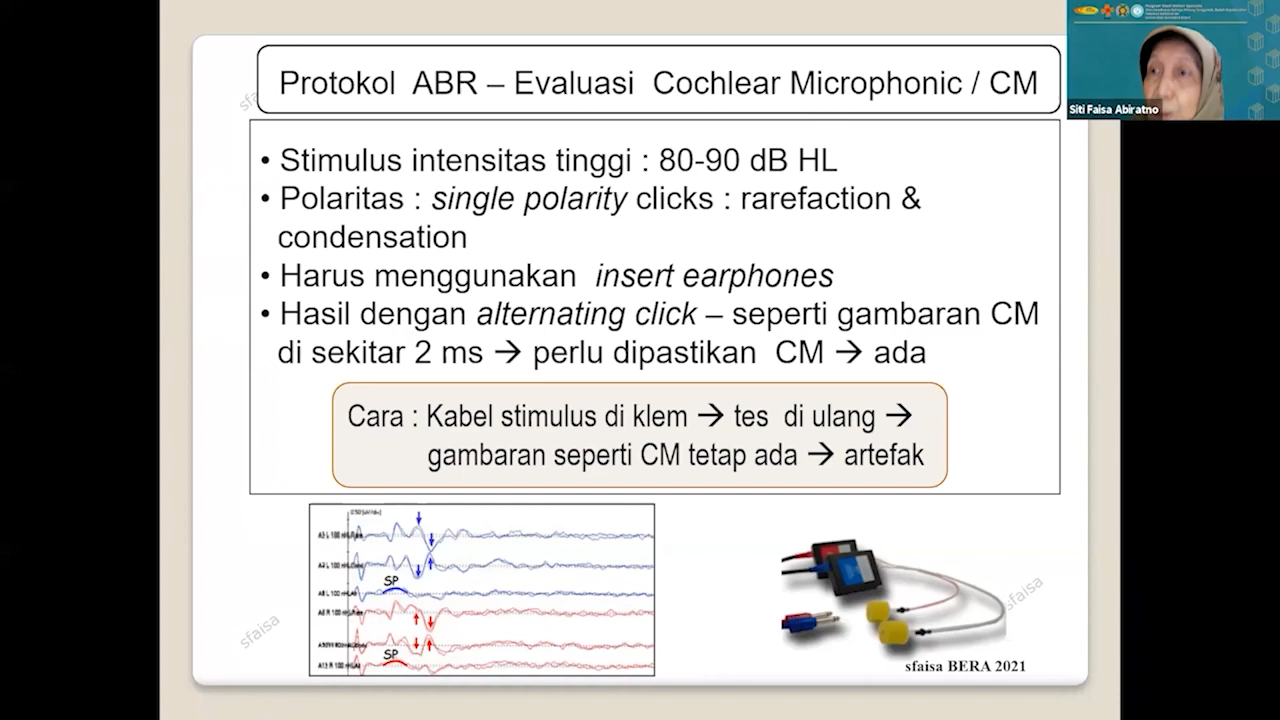 Protokol ABR – Evaluasi Cochlear Microphonic / CM
• Stimulus intensitas tinggi : 80-90 dB HL
• Polaritas : single polarity clicks : rarefaction &
condensation
• Harus menggunakan insert earphones
• Hasil dengan alternating click – seperti gambaran CM
di sekitar 2 ms → perlu dipastikan CM → ada
Cara : Kabel stimulus di klem → tes di ulang →
gambaran seperti CM tetap ada → artefak
SP
SP
sfaisa
sfaisa
sfaisa BERA 2021
Siti Faisa Abiratno